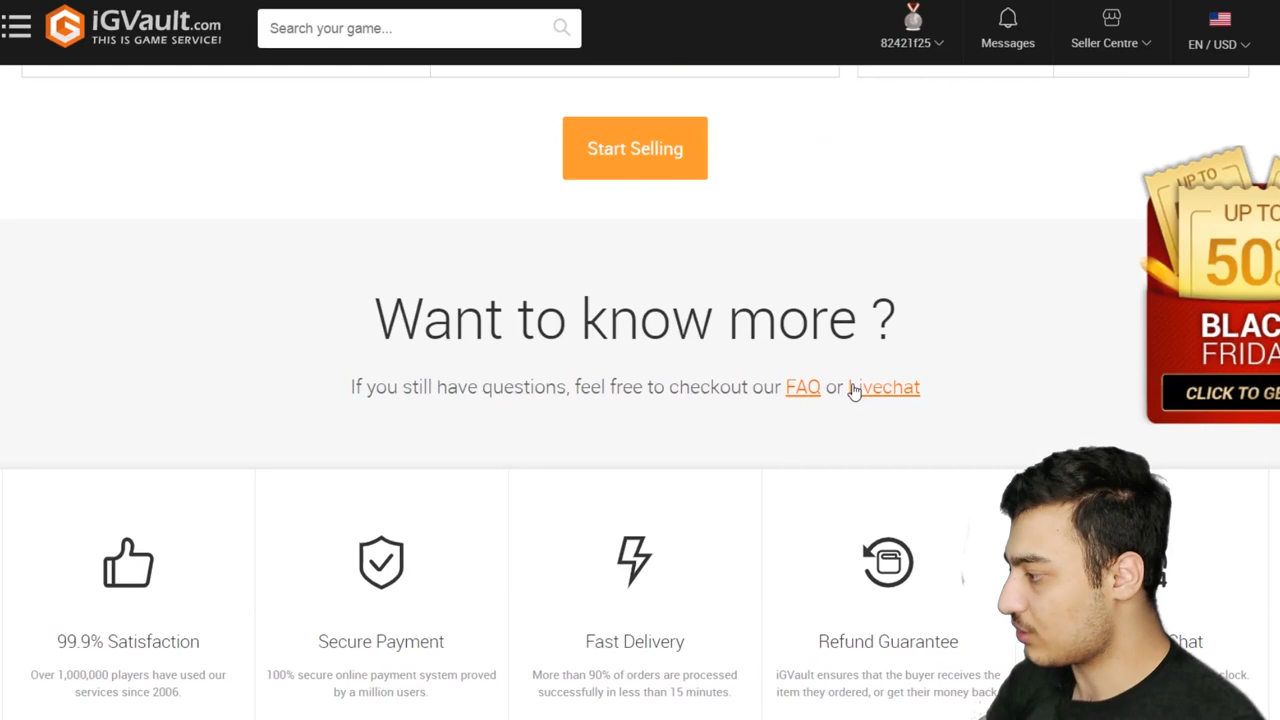 iGVault.com
THIS IS GAME SERVICE!
Search your game...
82421f25
Messages
Seller Centre
EN / USD
Start Selling
UP TO
UP TO
50%
BLAC
FRIDA
CLICK TO GE
Want to know more ?
If you still have questions, feel free to checkout our FAQ or Livechat
99.9% Satisfaction
Over 1,000,000 players have used our
services since 2006.
Secure Payment
100% secure online payment system proved
by a million users.
Fast Delivery
More than 90% of orders are processed
successfully in less than 15 minutes.
Refund Guarantee
iGVault ensures that the buyer receives the
item they ordered, or get their money back
Chat
clock.